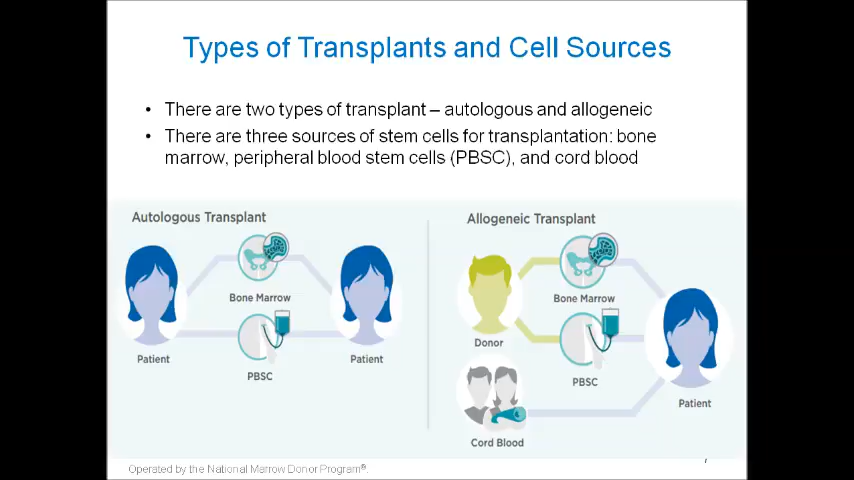 Types of Transplants and Cell Sources
• There are two types of transplant – autologous and allogeneic
• There are three sources of stem cells for transplantation: bone
marrow, peripheral blood stem cells (PBSC), and cord blood
Autologous Transplant
Bone Marrow
Patient
Patient
PBSC
Allogeneic Transplant
Bone Marrow
Donor
PBSC
Patient
Cord Blood
Operated by the National Marrow Donor Program®.